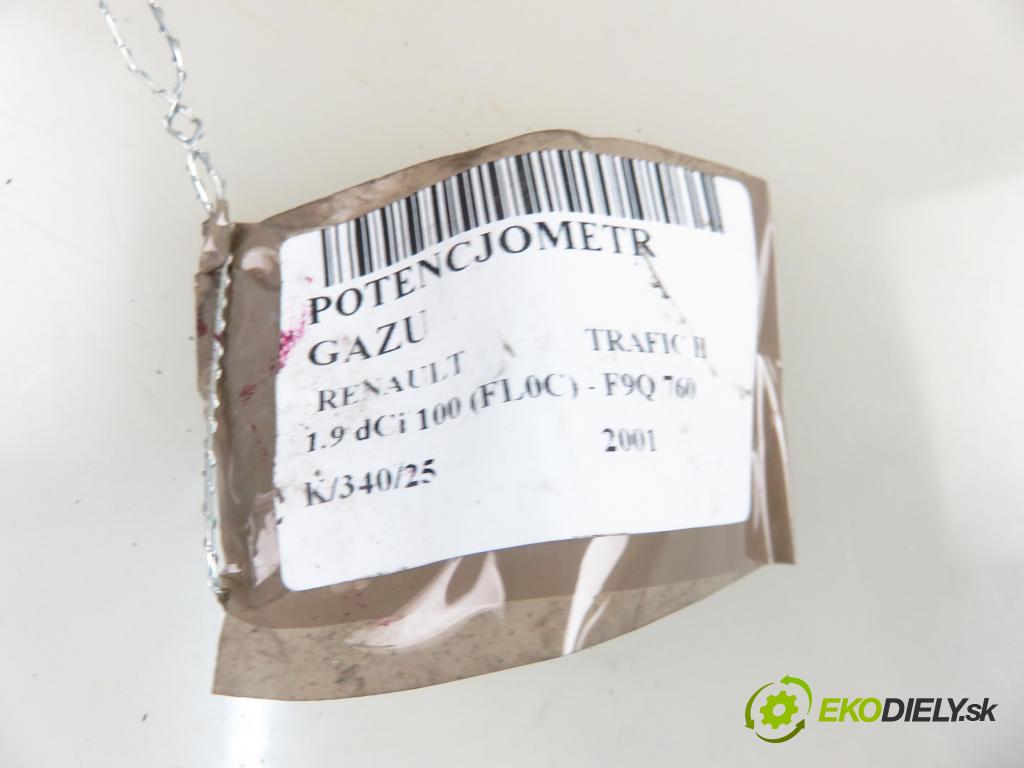 POTENCJOMETR
GAZU
RENAULT TRAFIC II
1.9 dCi 100 (FL0C) - F9Q 760
K/340/25 2001
EKODIELY.sk